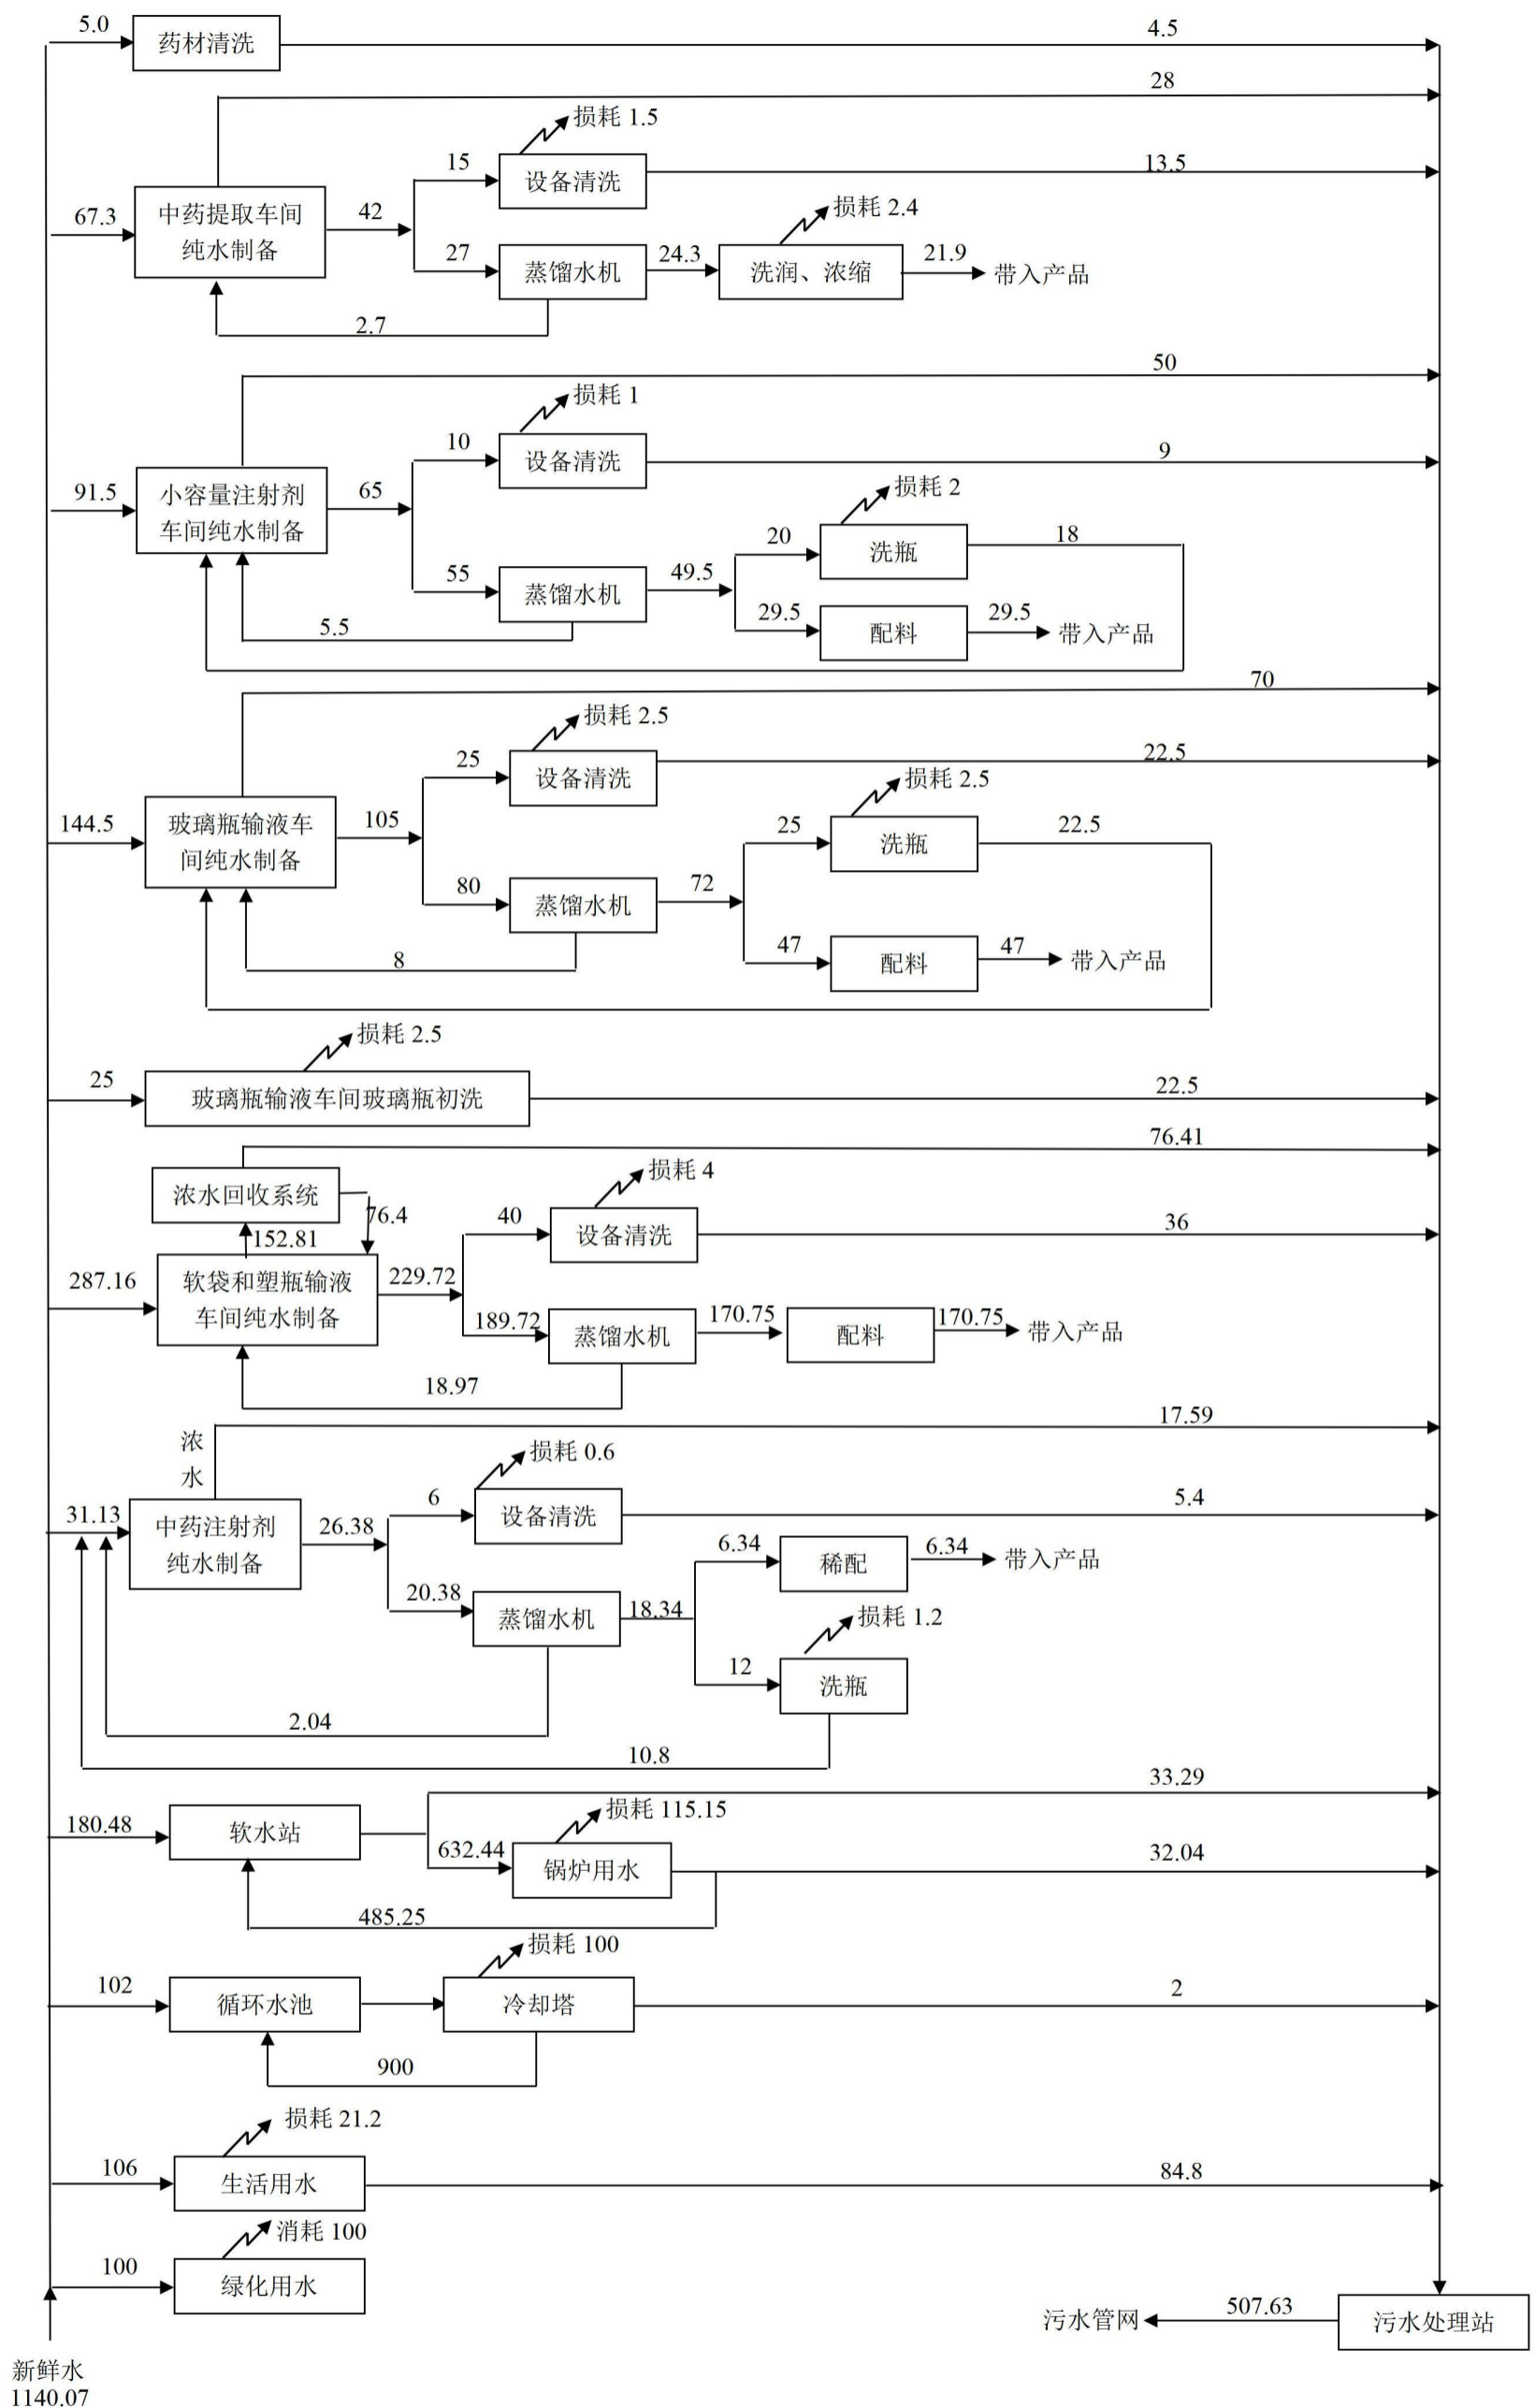 5.0
药材清洗
4.5
28
损耗 1.5
15
设备清洗
13.5
67.3
中药提取车间
纯水制备
42
损耗 2.4
27
蒸馏水机
24.3
洗润、浓缩
21.9
带入产品
2.7
50
损耗 1
10
设备清洗
9
91.5
小容量注射剂
车间纯水制备
65
损耗 2
20
洗瓶
18
55
蒸馏水机
49.5
29.5
配料
29.5
带入产品
5.5
70
损耗 2.5
25
设备清洗
22.5
144.5
玻璃瓶输液车
间纯水制备
105
损耗 2.5
25
洗瓶
22.5
80
蒸馏水机
72
47
配料
47
带入产品
8
损耗 2.5
25
玻璃瓶输液车间玻璃瓶初洗
22.5
76.41
浓水回收系统
损耗 4
76.4
152.81
40
设备清洗
36
287.16
软袋和塑瓶输液
车间纯水制备
229.72
189.72
蒸馏水机
170.75
配料
170.75
带入产品
18.97
17.59
浓
水
损耗 0.6
6
设备清洗
5.4
31.13
中药注射剂
纯水制备
26.38
6.34
稀配
6.34
带入产品
20.38
蒸馏水机
18.34
损耗 1.2
12
洗瓶
2.04
10.8
33.29
180.48
软水站
损耗 115.15
632.44
锅炉用水
32.04
485.25
损耗 100
102
循环水池
冷却塔
2
900
损耗 21.2
106
生活用水
84.8
消耗 100
100
绿化用水
污水管网
507.63
污水处理站
新鲜水
1140.07